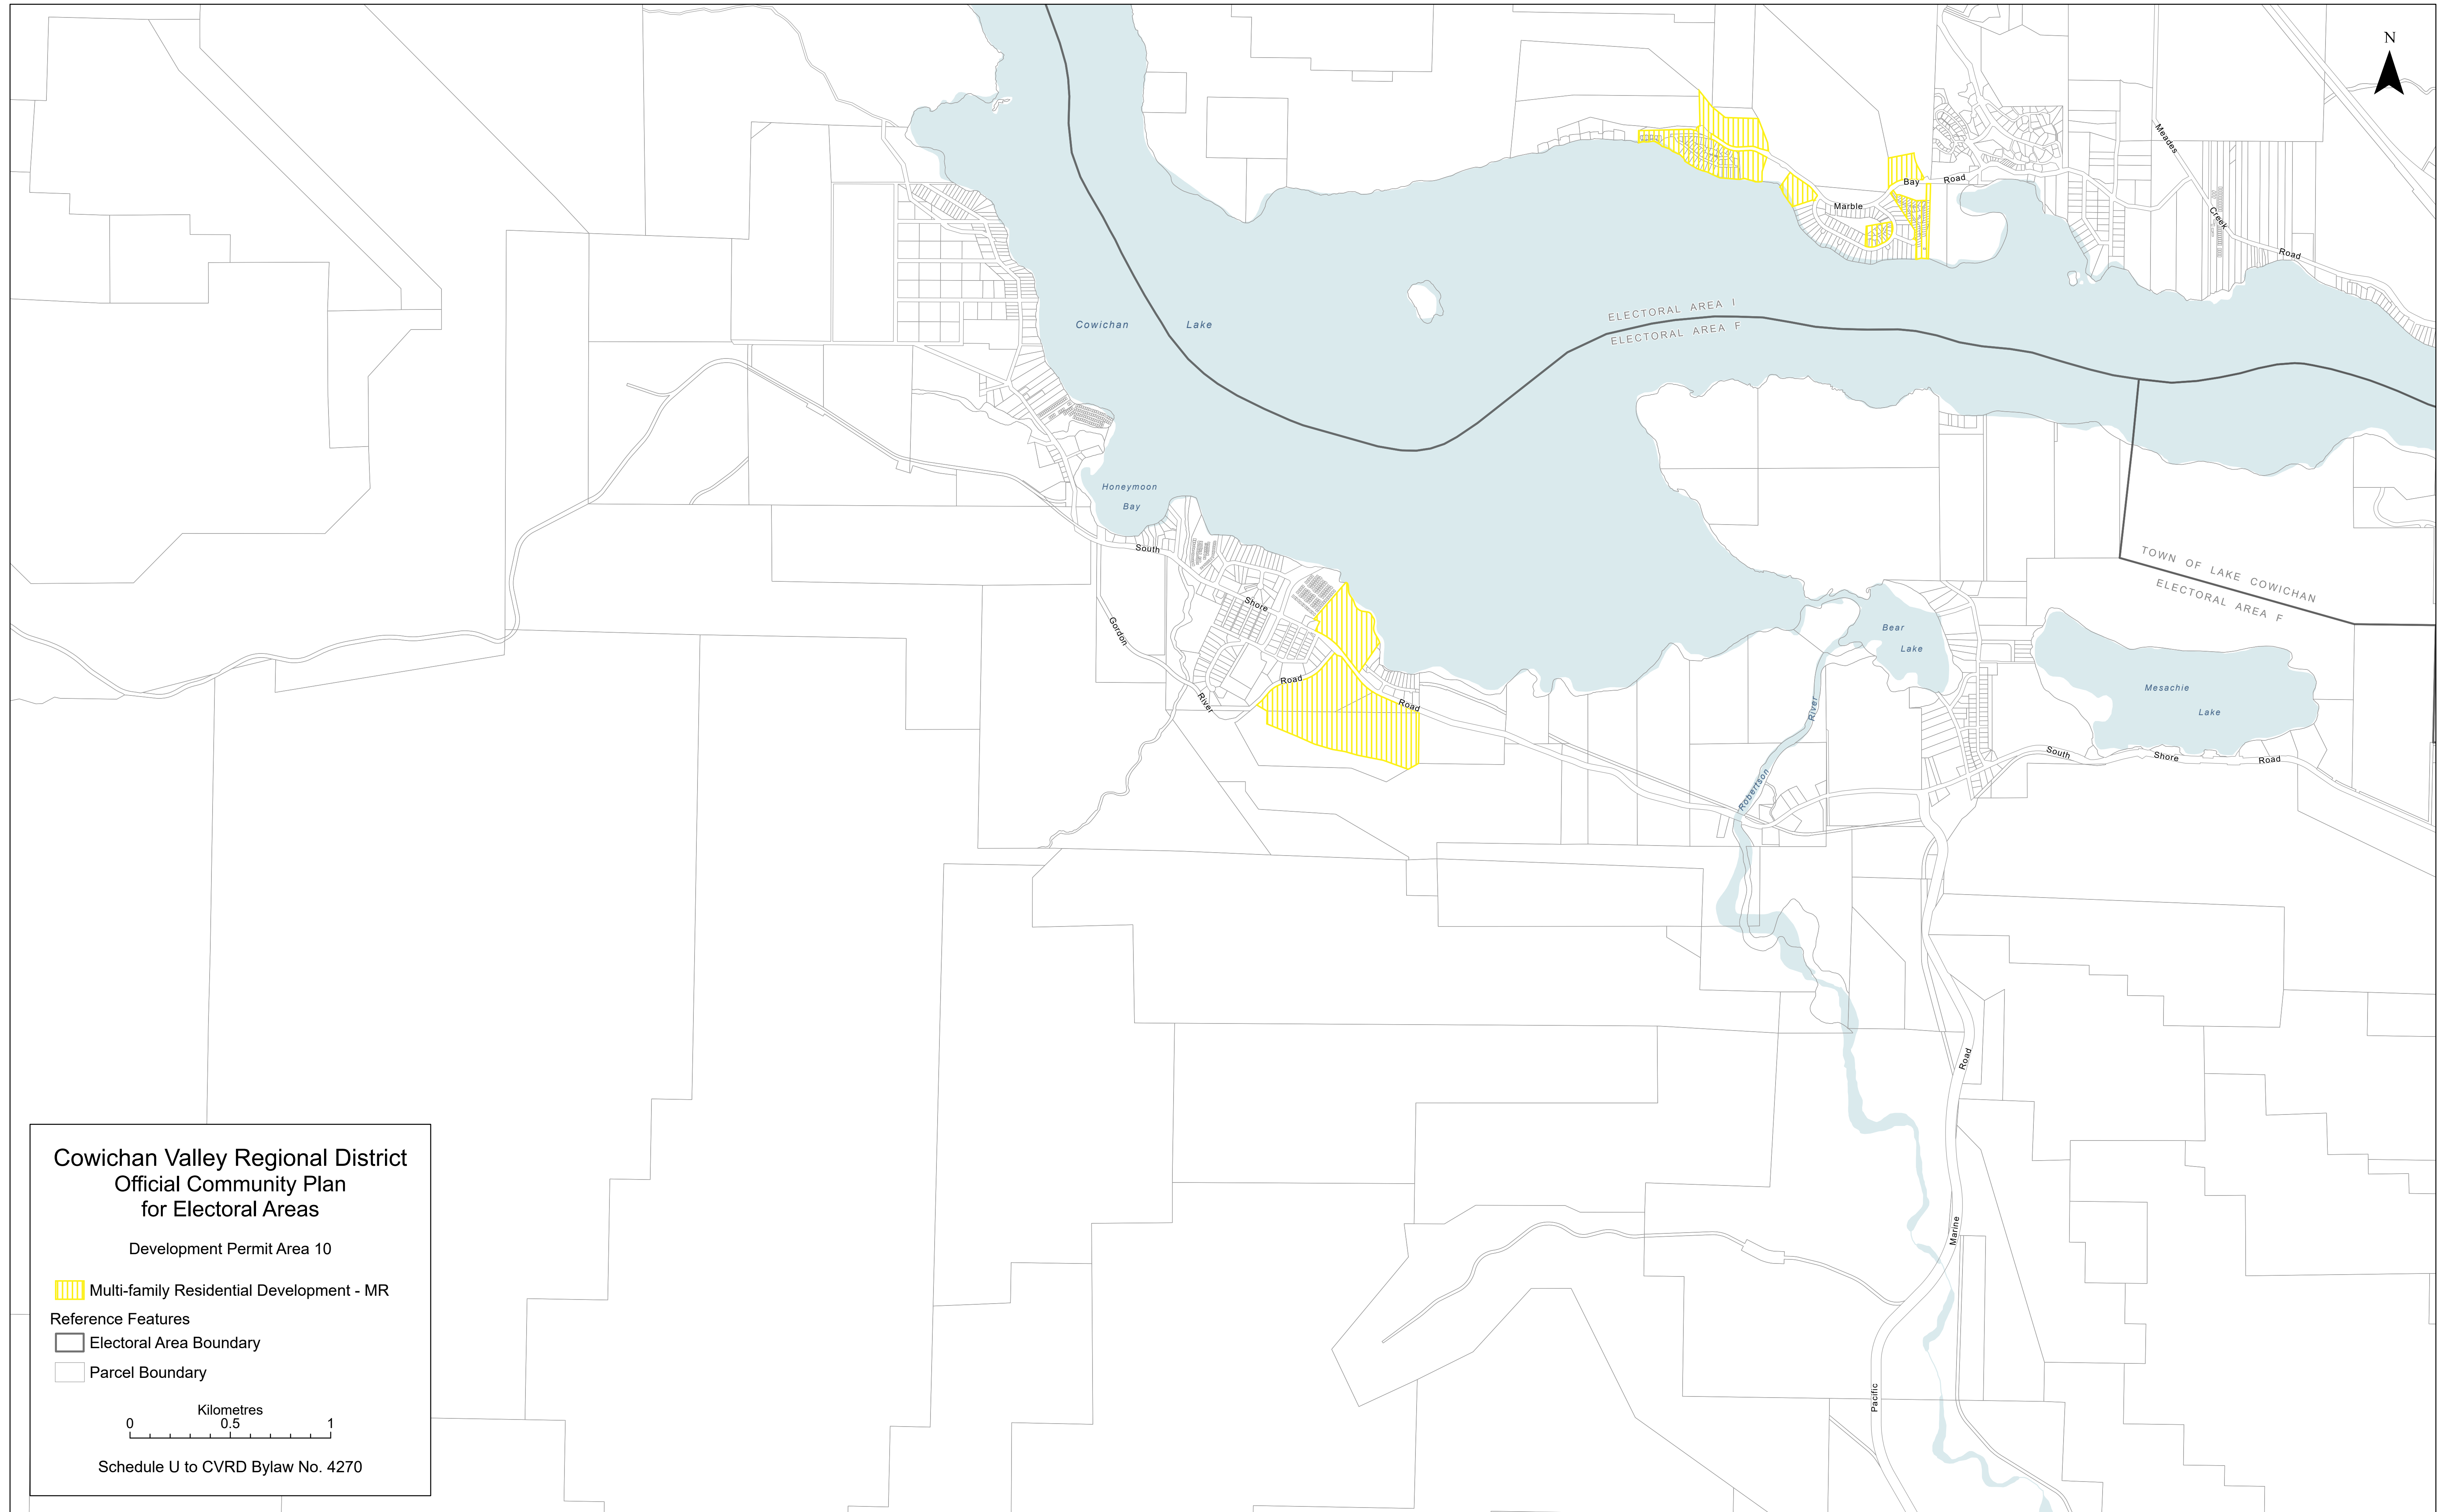 N
Meades
Creek
Road
Bay Road
Marble
ELECTORAL AREA I
ELECTORAL AREA F
Cowichan Lake
Honeymoon
Bay
South
Shore
Road
Gordon
River
Road
TOWN OF LAKE COWICHAN
ELECTORAL AREA F
Bear
Lake
Mesachie
Lake
River
Robertson
South Shore Road
Road
Marine
Pacific
Cowichan Valley Regional District
Official Community Plan
for Electoral Areas
Development Permit Area 10
Multi-family Residential Development - MR
Reference Features
Electoral Area Boundary
Parcel Boundary
Kilometres
0 0.5 1
Schedule U to CVRD Bylaw No. 4270